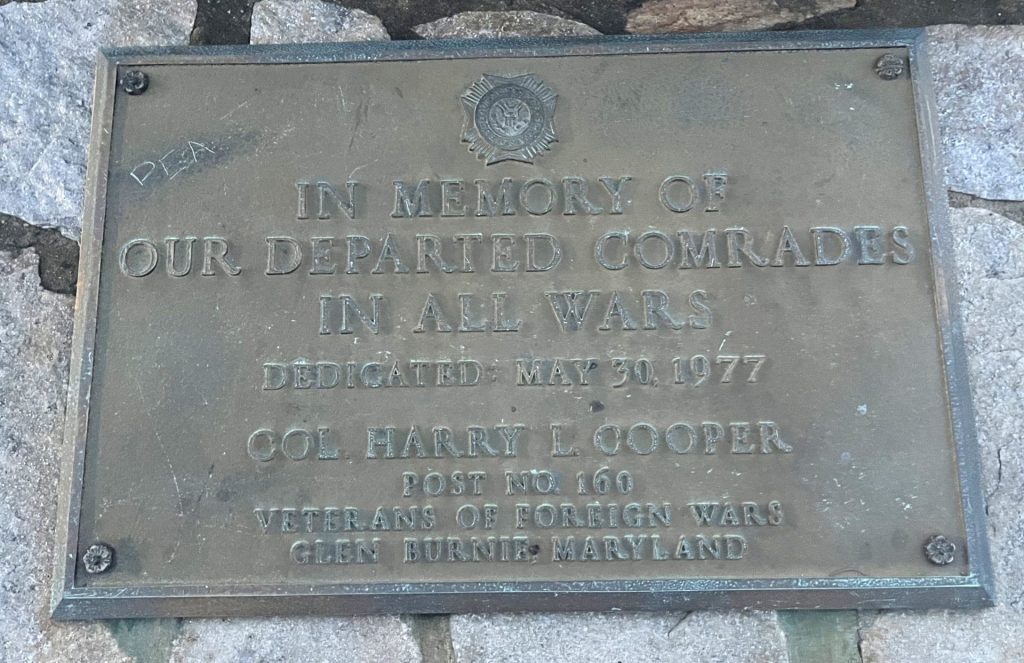 PEA
IN MEMORY OF
OUR DEPARTED COMRADES
IN ALL WARS
DEDICATED: MAY 30, 1977
COL. HARRY L. COOPER
POST NO. 160
VETERANS OF FOREIGN WARS
GLEN BURNIE, MARYLAND